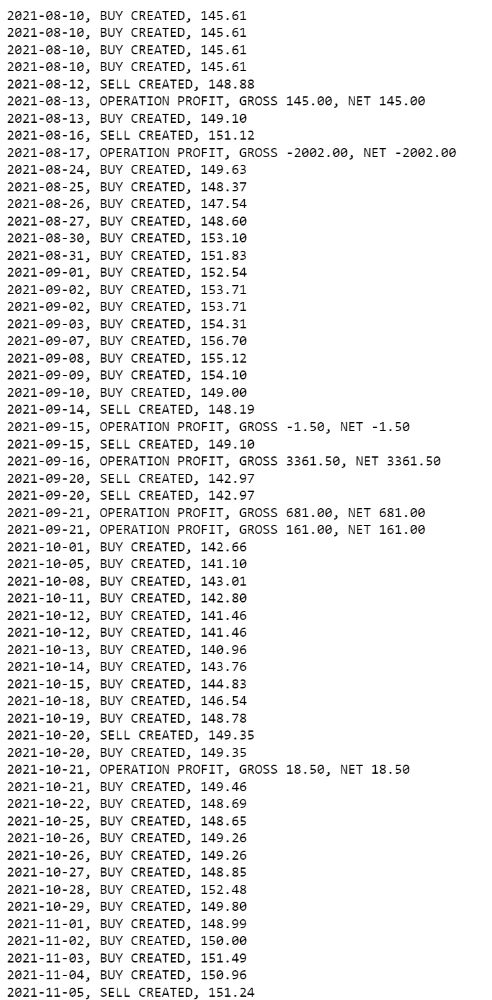 2021-08-10, BUY CREATED, 145.61
2021-08-10, BUY CREATED, 145.61
2021-08-10, BUY CREATED, 145.61
2021-08-10, BUY CREATED, 145.61
2021-08-12, SELL CREATED, 148.88
2021-08-13, OPERATION PROFIT, GROSS 145.00, NET 145.00
2021-08-13, BUY CREATED, 149.10
2021-08-16, SELL CREATED, 151.12
2021-08-17, OPERATION PROFIT, GROSS -2002.00, NET -2002.00
2021-08-24, BUY CREATED, 149.63
2021-08-25, BUY CREATED, 148.37
2021-08-26, BUY CREATED, 147.54
2021-08-27, BUY CREATED, 148.60
2021-08-30, BUY CREATED, 153.10
2021-08-31, BUY CREATED, 151.83
2021-09-01, BUY CREATED, 152.54
2021-09-02, BUY CREATED, 153.71
2021-09-02, BUY CREATED, 153.71
2021-09-03, BUY CREATED, 154.31
2021-09-07, BUY CREATED, 156.70
2021-09-08, BUY CREATED, 155.12
2021-09-09, BUY CREATED, 154.10
2021-09-10, BUY CREATED, 149.00
2021-09-14, SELL CREATED, 148.19
2021-09-15, OPERATION PROFIT, GROSS -1.50, NET -1.50
2021-09-15, SELL CREATED, 149.10
2021-09-16, OPERATION PROFIT, GROSS 3361.50, NET 3361.50
2021-09-20, SELL CREATED, 142.97
2021-09-20, SELL CREATED, 142.97
2021-09-21, OPERATION PROFIT, GROSS 681.00, NET 681.00
2021-09-21, OPERATION PROFIT, GROSS 161.00, NET 161.00
2021-10-01, BUY CREATED, 142.66
2021-10-05, BUY CREATED, 141.10
2021-10-08, BUY CREATED, 143.01
2021-10-11, BUY CREATED, 142.80
2021-10-12, BUY CREATED, 141.46
2021-10-12, BUY CREATED, 141.46
2021-10-13, BUY CREATED, 140.96
2021-10-14, BUY CREATED, 143.76
2021-10-15, BUY CREATED, 144.83
2021-10-18, BUY CREATED, 146.54
2021-10-19, BUY CREATED, 148.78
2021-10-20, SELL CREATED, 149.35
2021-10-20, BUY CREATED, 149.35
2021-10-21, OPERATION PROFIT, GROSS 18.50, NET 18.50
2021-10-21, BUY CREATED, 149.46
2021-10-22, BUY CREATED, 148.69
2021-10-25, BUY CREATED, 148.65
2021-10-26, BUY CREATED, 149.26
2021-10-26, BUY CREATED, 149.26
2021-10-27, BUY CREATED, 148.85
2021-10-28, BUY CREATED, 152.48
2021-10-29, BUY CREATED, 149.80
2021-11-01, BUY CREATED, 148.99
2021-11-02, BUY CREATED, 150.00
2021-11-03, BUY CREATED, 151.49
2021-11-04, BUY CREATED, 150.96
2021-11-05, SELL CREATED, 151.24